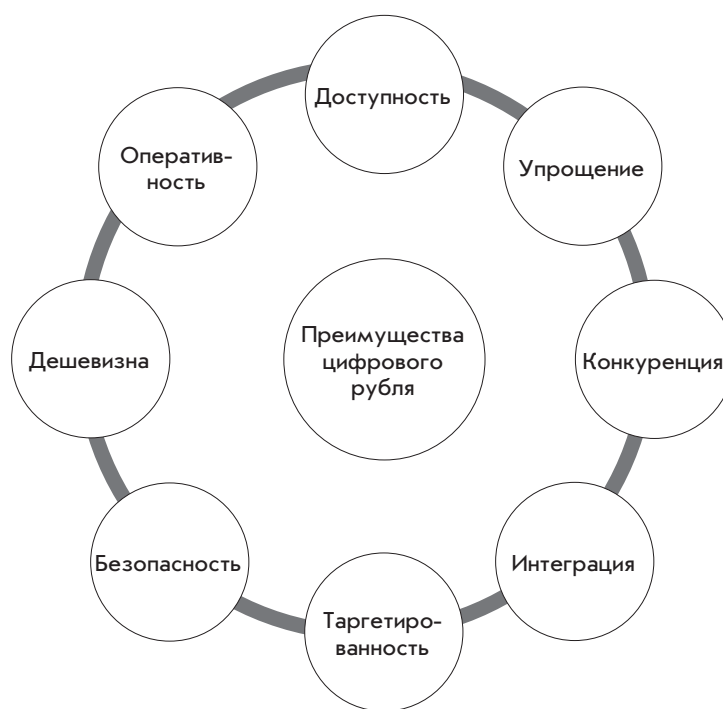 Доступность
Упрощение
Конкуренция
Интеграция
Таргетиро-
ванность
Безопасность
Дешевизна
Оператив-
ность
Преимущества
цифрового
рубля